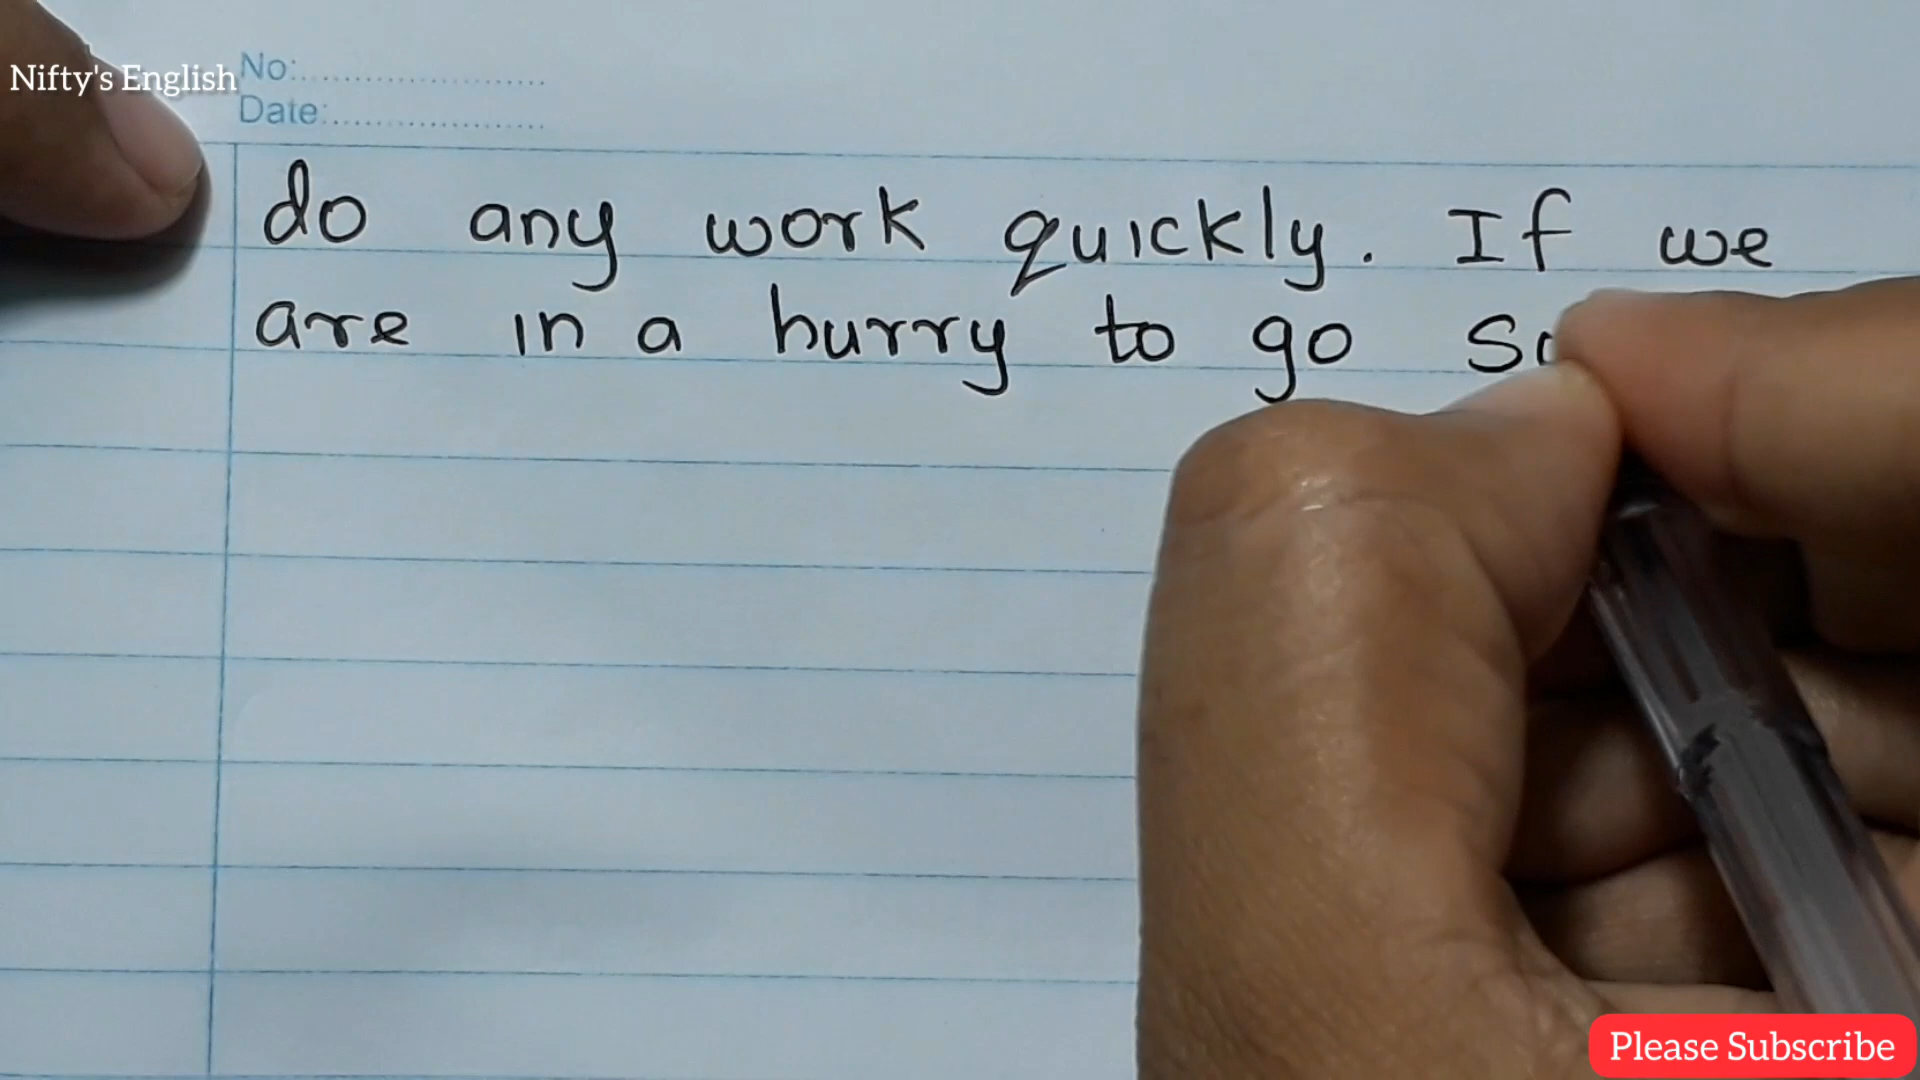 Nifty's English
No:
Date:
do any work quickly. If we
are in a hurry to go
Please Subscribe